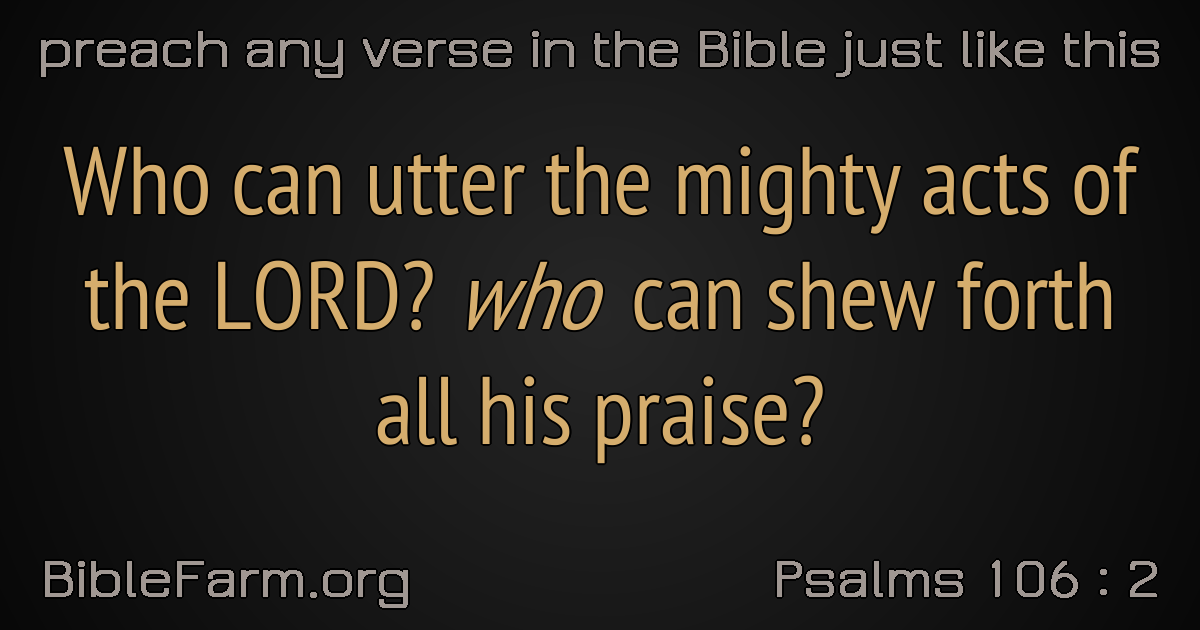 preach any verse in the Bible just like this
Who can utter the mighty acts of
the LORD? who can shew forth
all his praise?
BibleFarm.org
Psalms 106 : 2